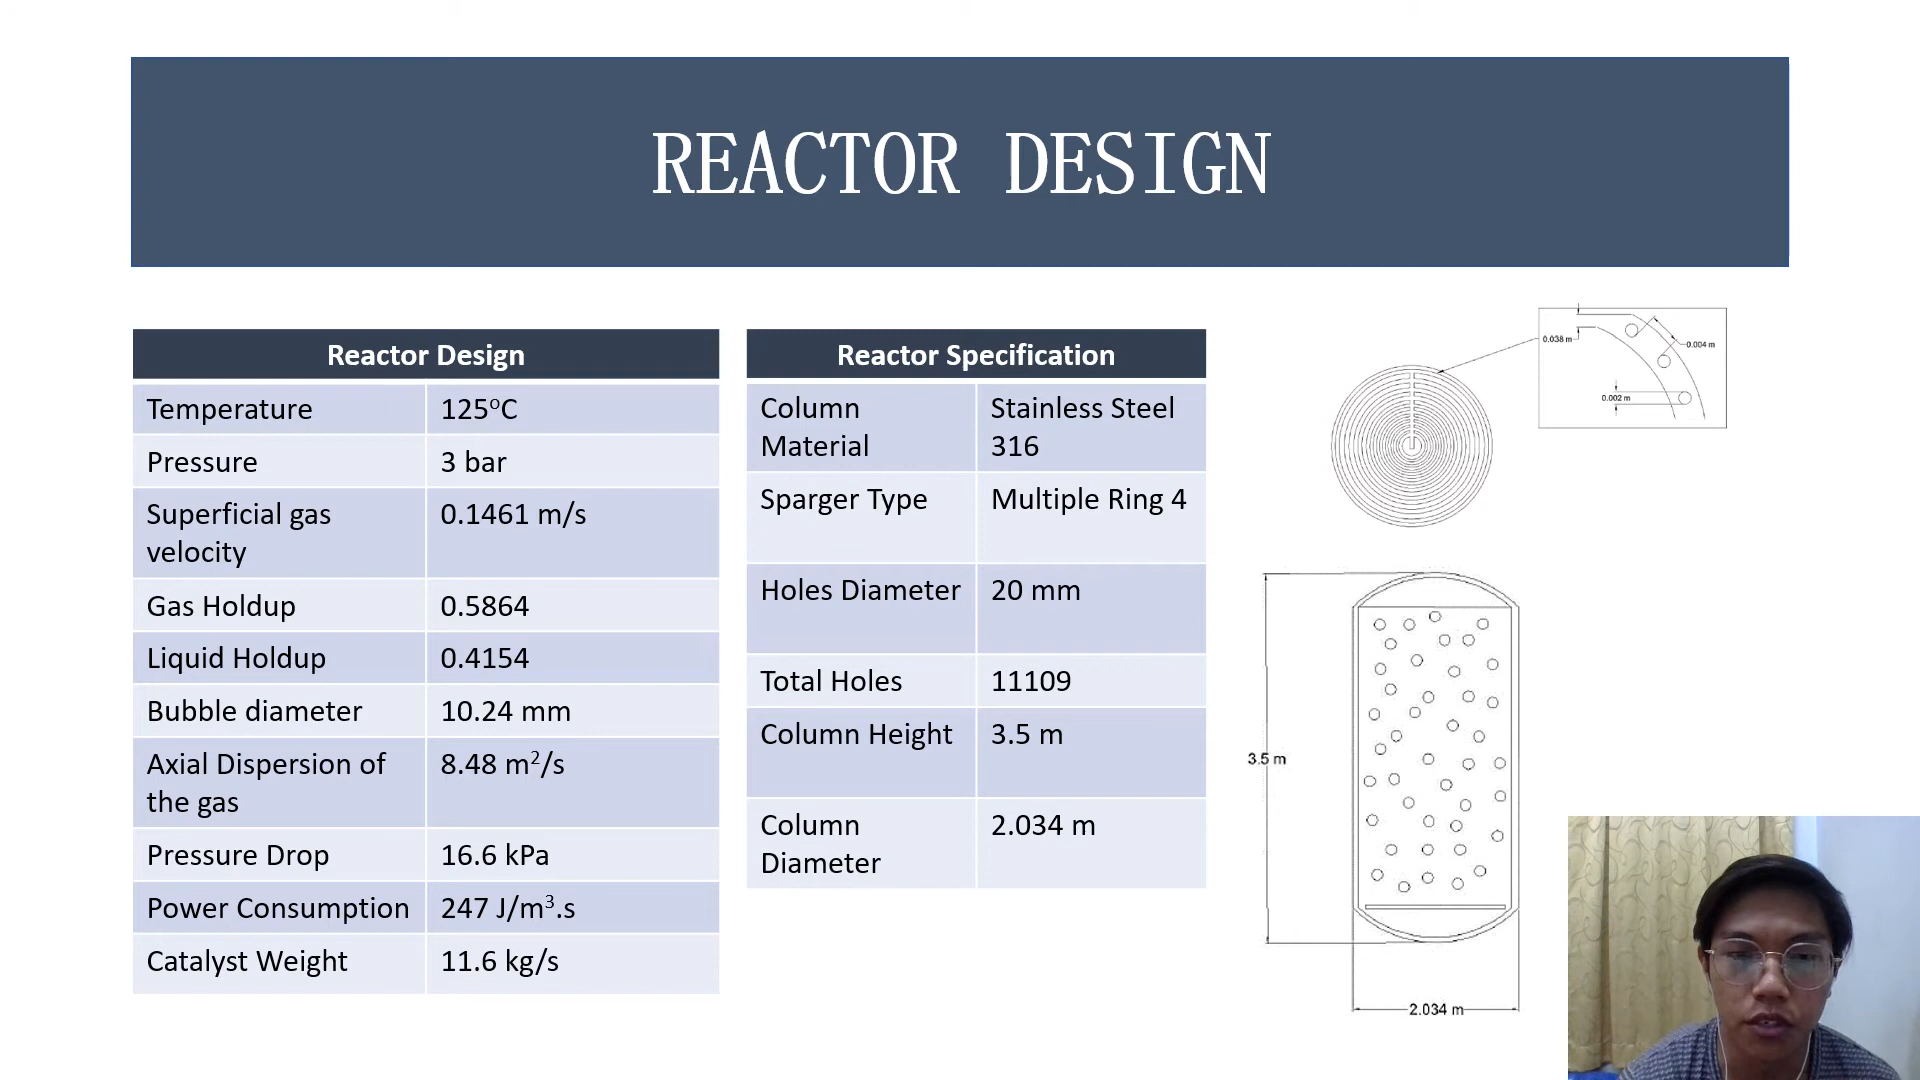 REACTOR DESIGN
Reactor Design
Temperature 125°C
Pressure 3 bar
Superficial gas 0.1461 m/s
velocity
Gas Holdup 0.5864
Liquid Holdup 0.4154
Bubble diameter 10.24 mm
Axial Dispersion of 8.48 m²/s
the gas
Pressure Drop 16.6 kPa
Power Consumption 247 J/m³.s
Catalyst Weight 11.6 kg/s
Reactor Specification
Column Stainless Steel
Material 316
Sparger Type Multiple Ring 4
Holes Diameter 20 mm
Total Holes 11109
Column Height 3.5 m
Column 2.034 m
Diameter
0.038 m
0.004 m
0.002 m
3.5 m
2.034 m